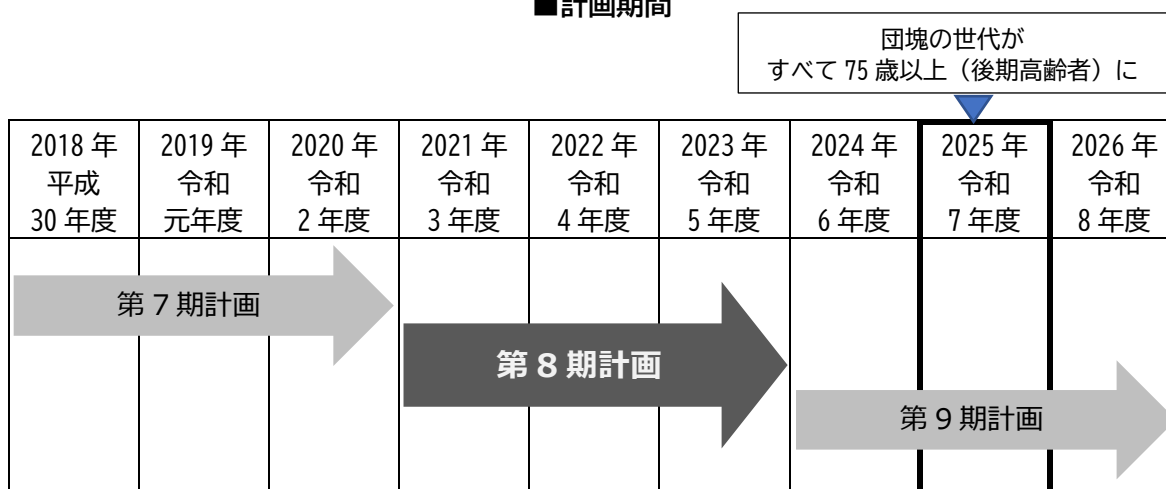 ■計画期間
団塊の世代が
すべて 75 歳以上（後期高齢者）に
2018 年 2019 年 2020 年 2021 年 2022 年 2023 年 2024 年 2025 年 2026 年
平成 令和 令和 令和 令和 令和 令和 令和 令和
30 年度 元年度 2 年度 3 年度 4 年度 5 年度 6 年度 7 年度 8 年度
第７期計画
第８期計画
第９期計画